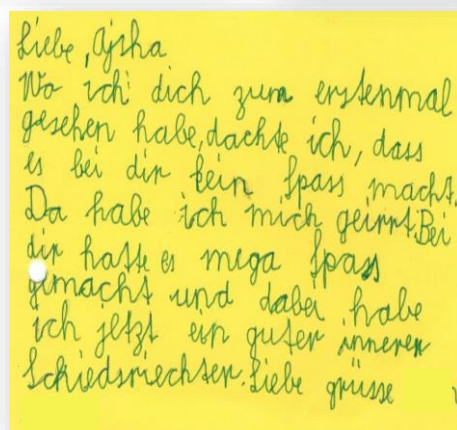 Liebe, Ajsha
Wo ich dich zum erstenmal
gesehen habe, dachte ich, dass
es bei dir kein spass macht.
Da habe ich mich geirrt. Bei
dir hatte es mega spass
gemacht und dabei habe
ich jetzt ein guter innerer
Schiedsriechter. Liebe grüsse